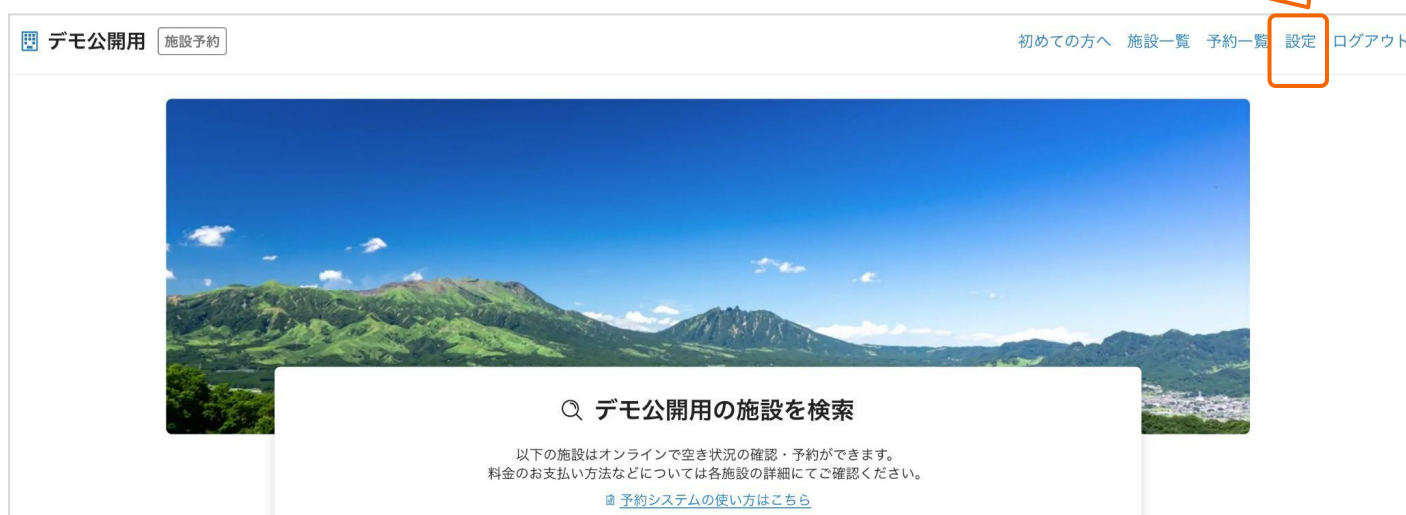 デモ公開用 施設予約 初めての方へ 施設一覧 予約一覧 設定 ログアウト
デモ公開用の施設を検索
以下の施設はオンラインで空き状況の確認・予約ができます。
料金のお支払い方法などについては各施設の詳細にてご確認ください。
予約システムの使い方はこちら